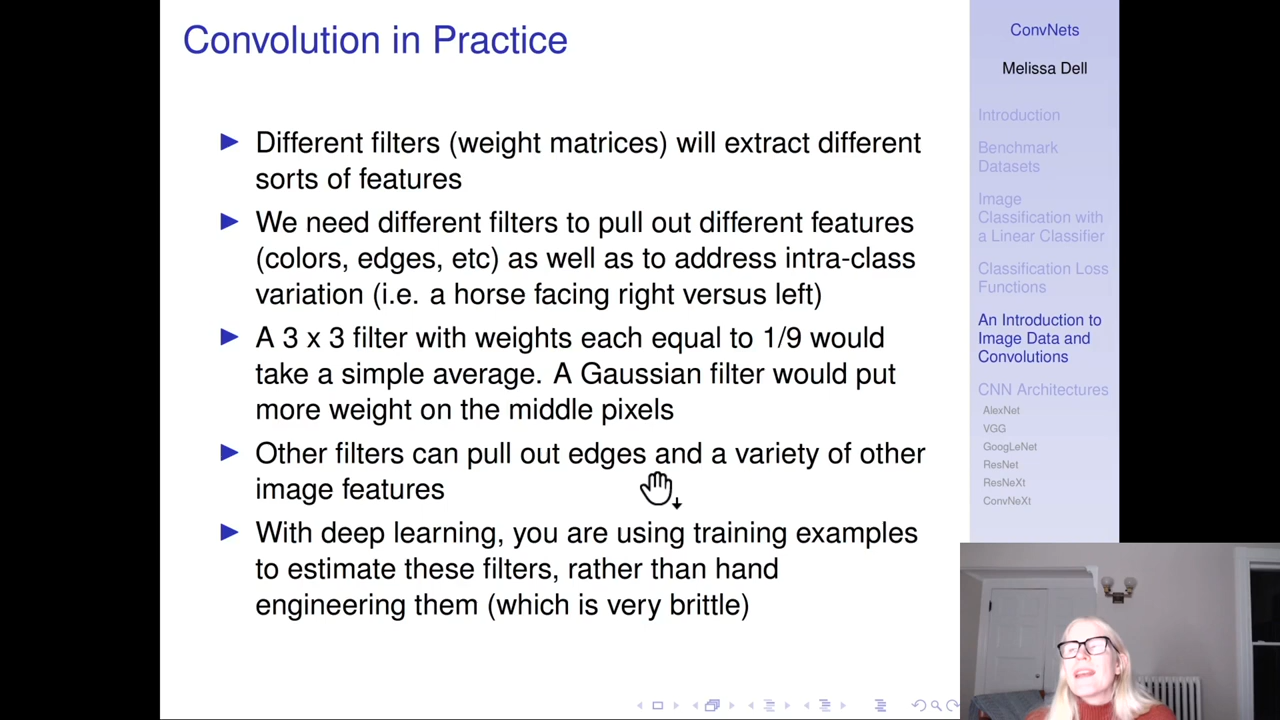 Convolution in Practice
Different filters (weight matrices) will extract different
sorts of features
We need different filters to pull out different features
(colors, edges, etc) as well as to address intra-class
variation (i.e. a horse facing right versus left)
A 3 x 3 filter with weights each equal to 1/9 would
take a simple average. A Gaussian filter would put
more weight on the middle pixels
Other filters can pull out edges and a variety of other
image features
With deep learning, you are using training examples
to estimate these filters, rather than hand
engineering them (which is very brittle)
ConvNets
Melissa Dell
Introduction
Benchmark
Datasets
Image
Classification with
a Linear Classifier
Classification Loss
Functions
An Introduction to
Image Data and
Convolutions
CNN Architectures
AlexNet
VGG
GoogLeNet
ResNet
ResNeXt
ConvNeXt